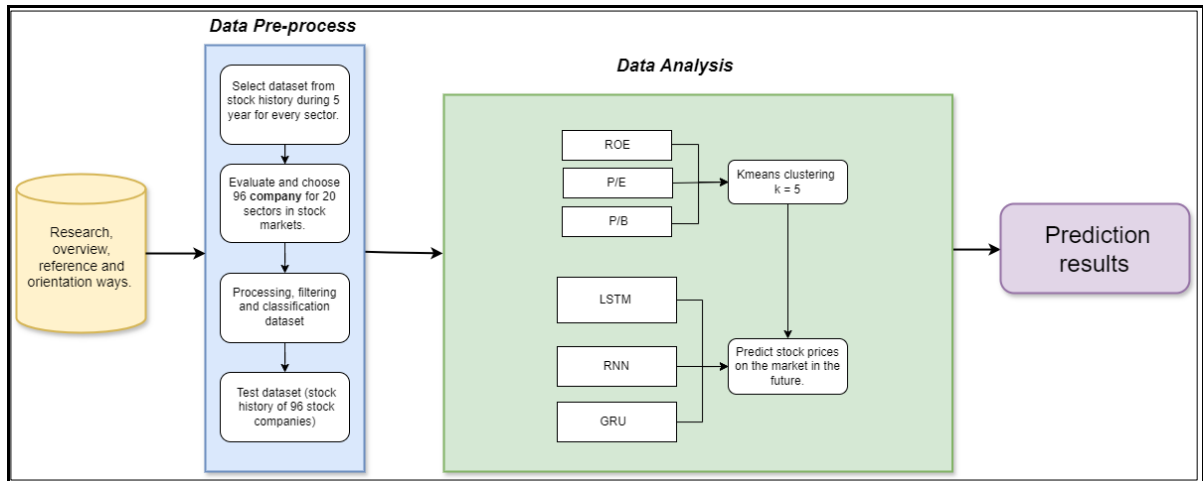 Data Pre-process
Select dataset from
stock history during 5
year for every sector.
Evaluate and choose
96 company for 20
sectors in stock
markets.
Processing, filtering
and classification
dataset
Test dataset (stock
history of 96 stock
companies)
Research,
overview,
reference and
orientation ways.
Data Analysis
ROE
P/E
P/B
Kmeans clustering
k = 5
LSTM
RNN
GRU
Predict stock prices
on the market in the
future.
Prediction
results